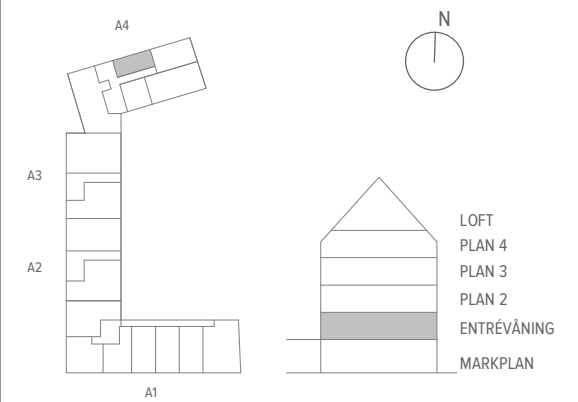 A4
N
A3
A2
A1
LOFT
PLAN 4
PLAN 3
PLAN 2
ENTRÉVÅNING
MARKPLAN